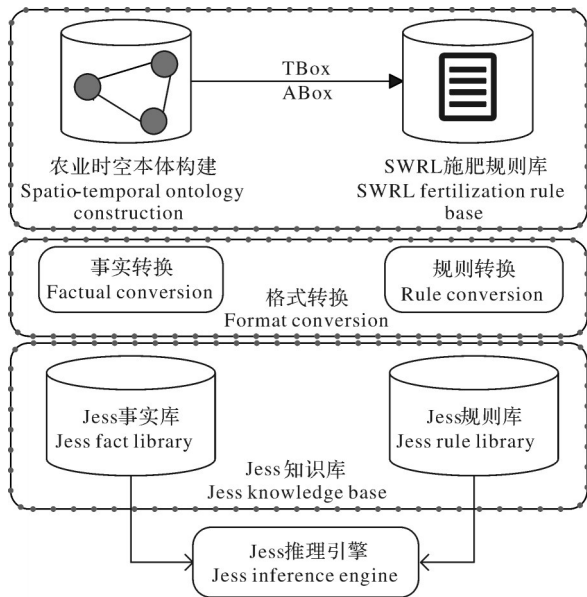 TBox
ABox
农业时空本体构建
Spatio-temporal ontology
construction
SWRL施肥规则库
SWRL fertilization rule
base
事实转换
Factual conversion
规则转换
Rule conversion
格式转换
Format conversion
Jess事实库
Jess fact library
Jess规则库
Jess rule library
Jess知识库
Jess knowledge base
Jess推理引擎
Jess inference engine